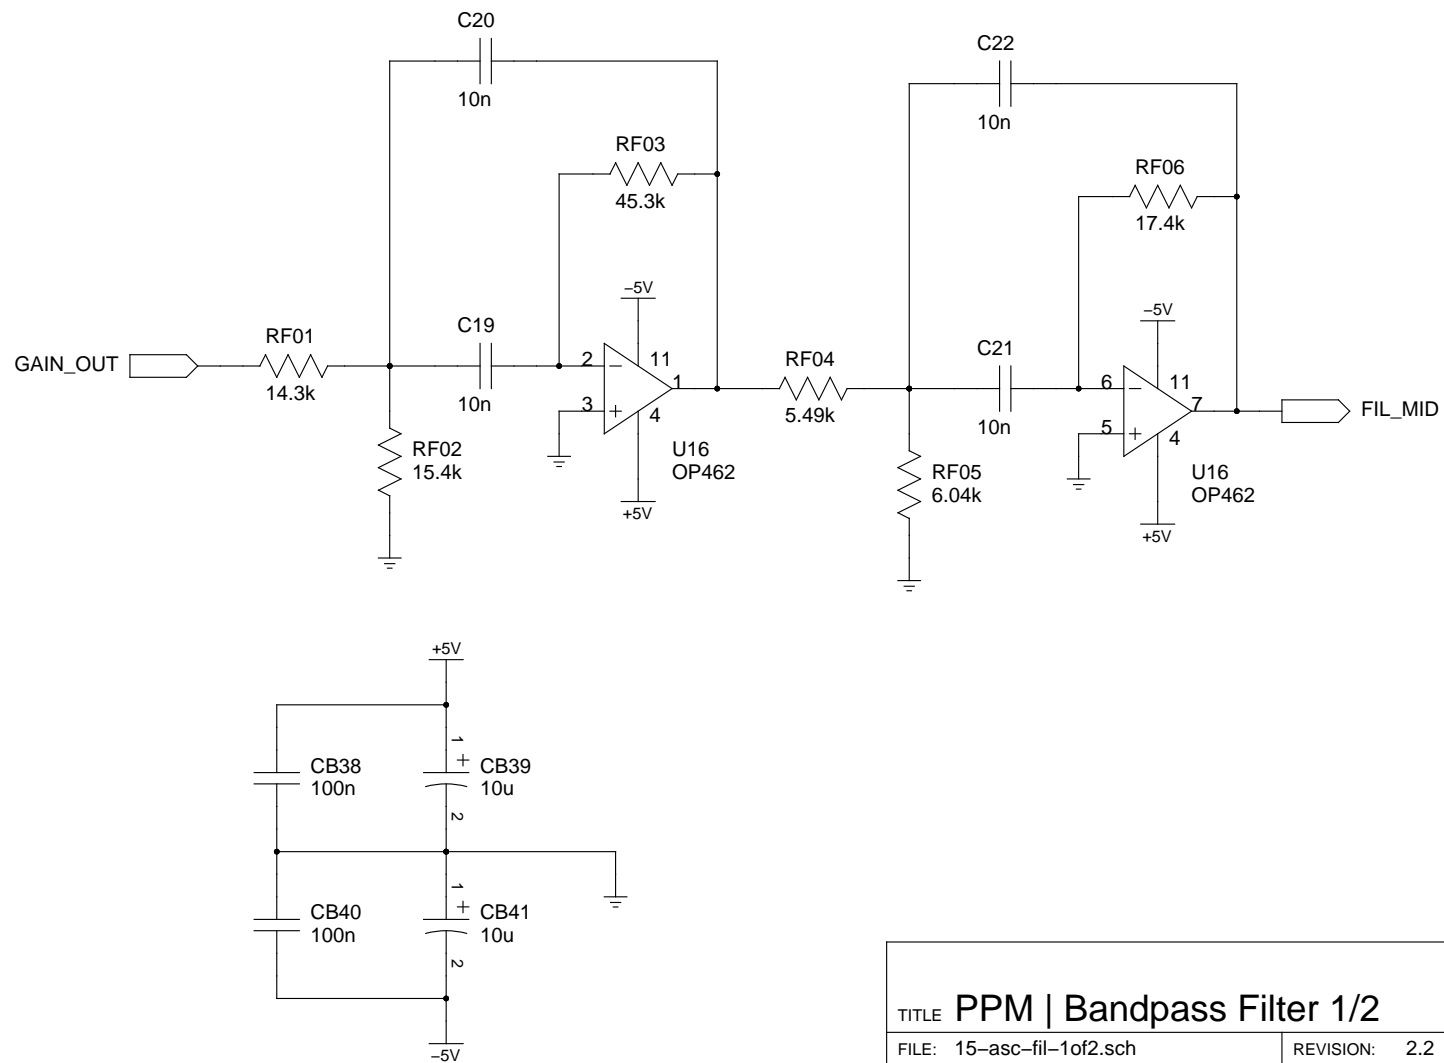 C20
10n
C22
10n
RF03
45.3k
RF06
17.4k
GAIN_OUT
RF01
14.3k
C19
10n
−5V
2
3
11
1
4
+5V
U16
OP462
RF02
15.4k
RF04
5.49k
C21
10n
−5V
6
5
11
7
4
+5V
U16
OP462
FIL_MID
RF05
6.04k
+5V
CB38
100n
1
+
CB39
10u
2
CB40
100n
1
+
CB41
10u
2
−5V
TITLE PPM | Bandpass Filter 1/2
FILE: 15−asc−fil−1of2.sch REVISION: 2.2